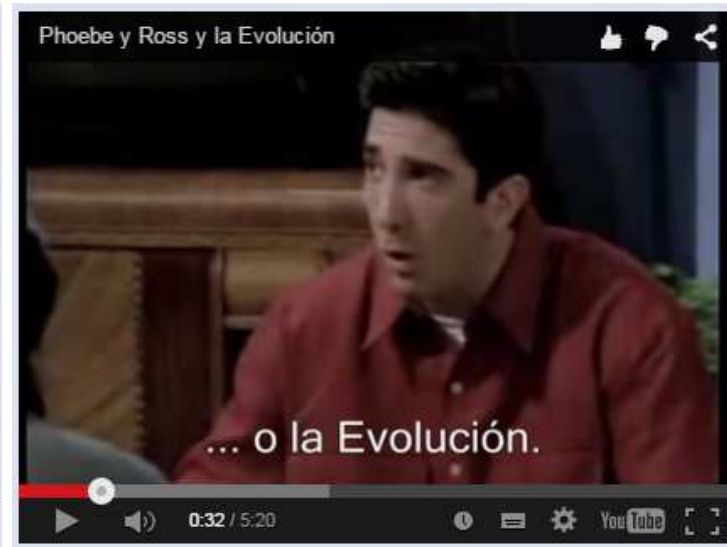 Phoebe y Ross y la Evolución
... o la Evolución.
0:32 / 5:20
YouTube